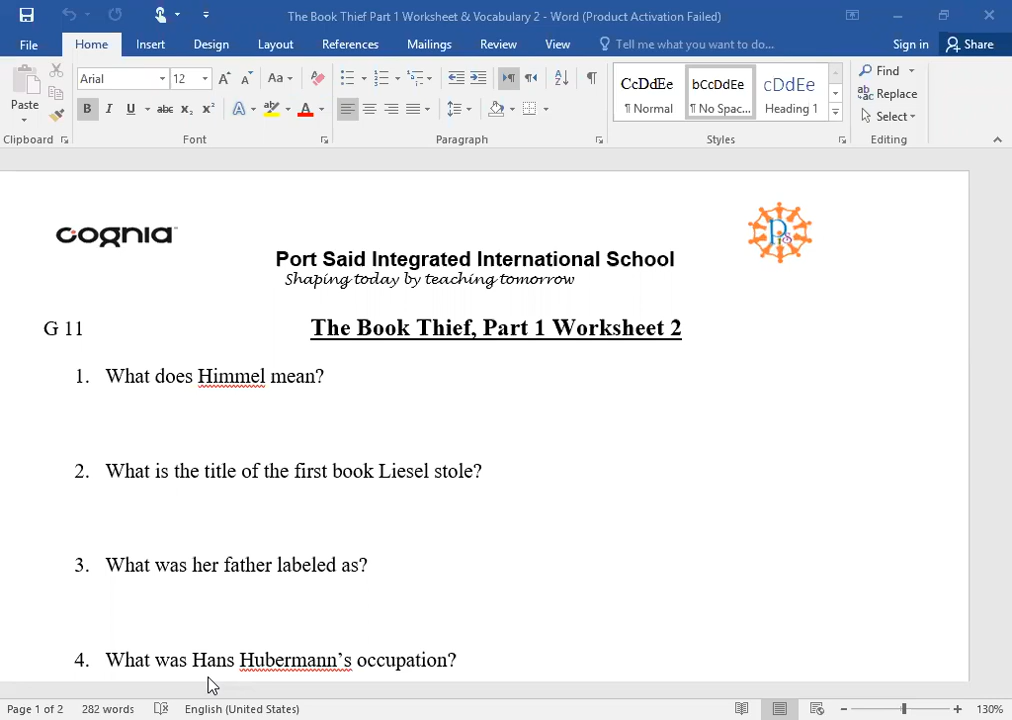 The Book Thief Part 1 Worksheet & Vocabulary 2 - Word (Product Activation Failed)
File Home Insert Design Layout References Mailings Review View Tell me what you want to do... Sign in Share
Paste
Arial 12 A A Aa
B I U abc x₂ x² A A
¶
AaBbCcDdEe
¶ Normal ¶ No Spac... Heading 1
Find
Replace
Select
Clipboard Font Paragraph Styles Editing
cognia
Port Said Integrated International School
Shaping today by teaching tomorrow
G 11 The Book Thief, Part 1 Worksheet 2
1. What does Himmel mean?
2. What is the title of the first book Liesel stole?
3. What was her father labeled as?
4. What was Hans Hubermann’s occupation?
Page 1 of 2 282 words English (United States) 130%